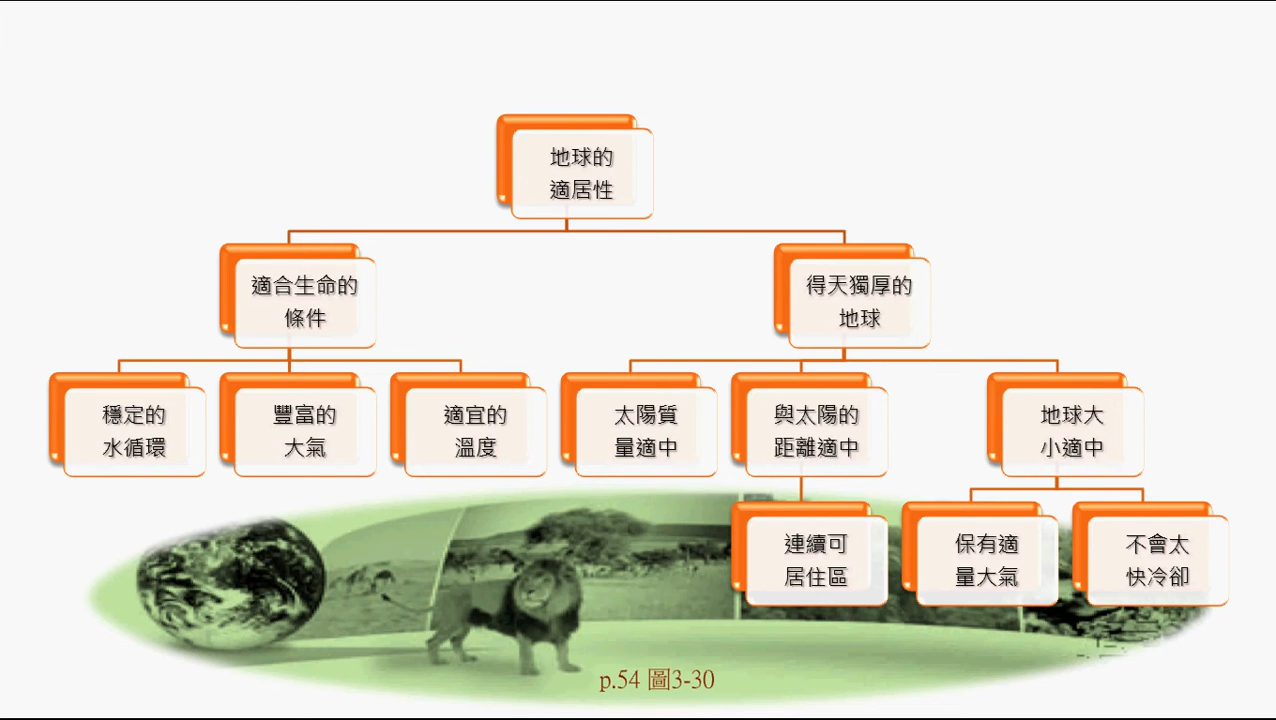 地球的
適居性
適合生命的
條件
得天獨厚的
地球
穩定的
水循環
豐富的
大氣
適宜的
溫度
太陽質
量適中
與太陽的
距離適中
地球大
小適中
連續可
居住區
保有適
量大氣
不會太
快冷卻
p.54 圖3-30